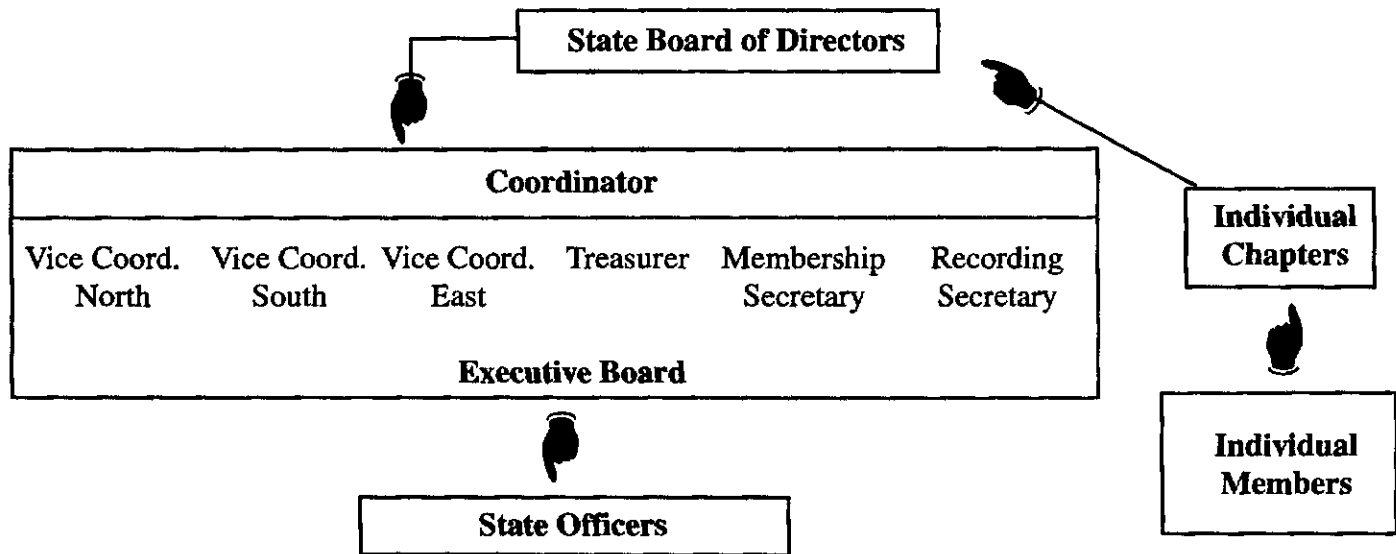 State Board of Directors
Coordinator
Individual
Chapters
Vice Coord. Vice Coord. Vice Coord. Treasurer Membership Recording
North South East Secretary Secretary
Executive Board
Individual
Members
State Officers